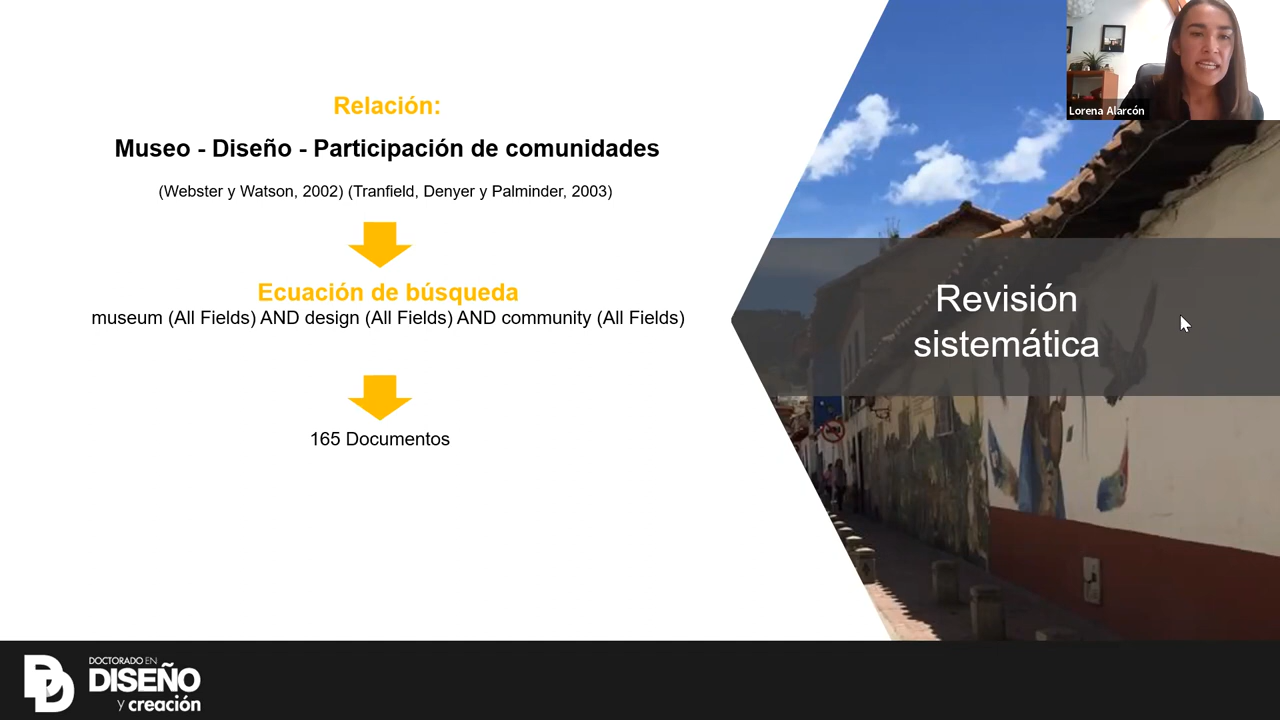 Lorena Alarcón
Relación:
Museo - Diseño - Participación de comunidades
(Webster y Watson, 2002) (Tranfield, Denyer y Palminder, 2003)
Ecuación de búsqueda
museum (All Fields) AND design (All Fields) AND community (All Fields)
165 Documentos
Revisión
sistemática
DOCTORADO EN
DISEÑO
y creación